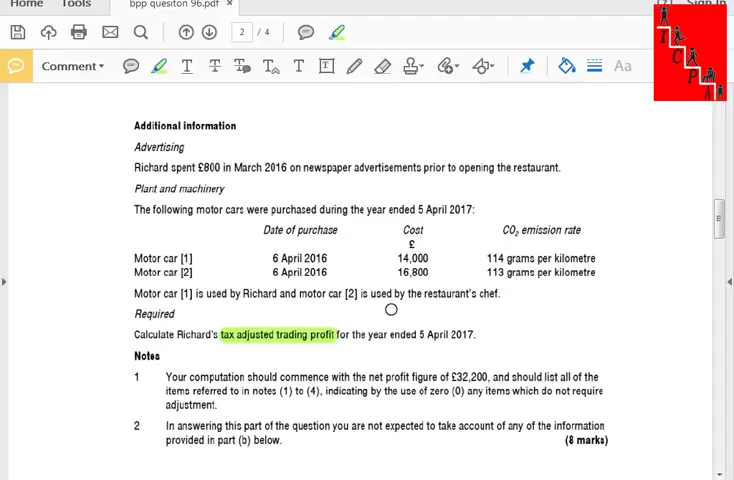 Home Tools bpp quesiton 96.pdf × Sign In
2 / 4
Comment T T T T T T Aa
I
C
P
A
Additional information
Advertising
Richard spent £800 in March 2016 on newspaper advertisements prior to opening the restaurant.
Plant and machinery
The following motor cars were purchased during the year ended 5 April 2017:
Date of purchase Cost CO2 emission rate
£
Motor car [1] 6 April 2016 14,000 114 grams per kilometre
Motor car [2] 6 April 2016 16,800 113 grams per kilometre
Motor car [1] is used by Richard and motor car [2] is used by the restaurant's chef.
Required
Calculate Richard's tax adjusted trading profit for the year ended 5 April 2017.
Notes
1 Your computation should commence with the net profit figure of £32,200, and should list all of the
items referred to in notes (1) to (4), indicating by the use of zero (0) any items which do not require
adjustment.
2 In answering this part of the question you are not expected to take account of any of the information
provided in part (b) below. (8 marks)